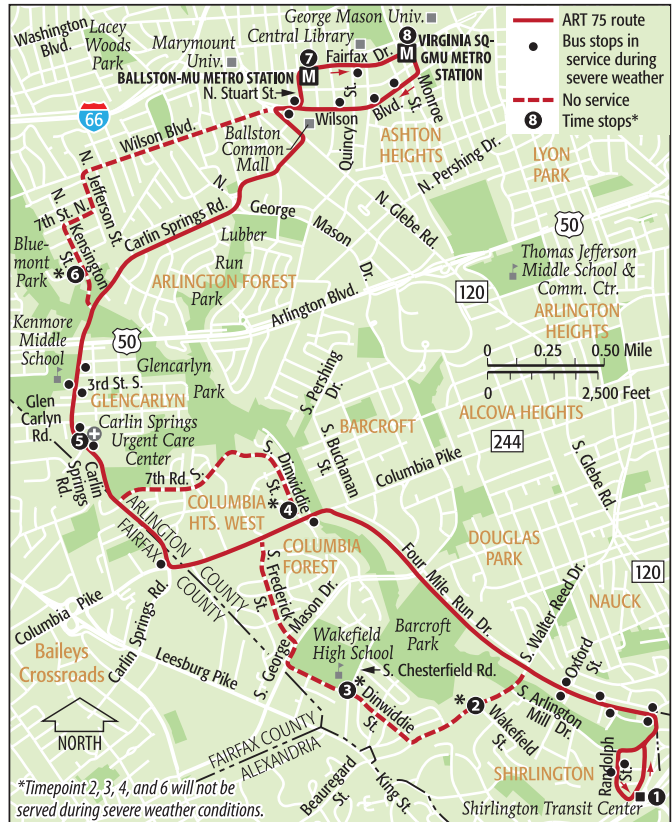 Washington
Blvd.
Lacey
Woods
Park
Marymount
Univ.
George Mason Univ.
Central Library
7
8
M
M
Fairfax
Dr.
VIRGINIA SQ-
GMU METRO
STATION
BALLSTON-MU METRO STATION
N. Stuart St.
66
Wilson Blvd.
Wilson
Blvd.
Quincy
St.
Monroe
St.
Ballston
Common
Mall
ASHTON
HEIGHTS
LYON
PARK
N. Pershing Dr.
ART 75 route
Bus stops in
service during
severe weather
No service
8
Time stops*
N.
Jefferson St.
7th St. N.
N.
Kensington
St.
Blue-
mont
Park
*
6
Carlin Springs Rd.
N.
George
Mason
Dr.
N. Glebe Rd.
Lubber
Run
Park
ARLINGTON FOREST
Arlington Blvd.
50
120
Thomas Jefferson
Middle School &
Comm. Ctr.
ARLINGTON
HEIGHTS
0 0.25 0.50 Mile
0 2,500 Feet
Kenmore
Middle
School
50
Glencarlyn
Park
3rd St. S.
GLENCARLYN
Glen
Carlyn
Rd.
5
Carlin Springs
Urgent Care
Center
Carlin
Springs
Rd.
S. Pershing
Dr.
BARCROFT
ALCOVA HEIGHTS
244
S. Buchanan
St.
Columbia Pike
S. Glebe Rd.
7th Rd. S.
S. Dinwiddie
St.
*
4
COLUMBIA
HTS. WEST
ARLINGTON COUNTY
FAIRFAX COUNTY
COLUMBIA
FOREST
Four Mile Run Dr.
DOUGLAS
PARK
120
NAUCK
S. Frederick
St.
S. George Mason Dr.
Barcroft
Park
S. Walter Reed Dr.
Oxford
St.
Columbia Pike
Baileys
Crossroads
Carlin Springs Rd.
Leesburg Pike
Wakefield
High School
S. Chesterfield Rd.
3
*
Dinwiddie
St.
*
2
Wakefield
St.
S. Arlington
Mill Dr.
NORTH
FAIRFAX COUNTY
ALEXANDRIA
Beauregard
St.
King St.
SHIRLINGTON
Randolph
St.
1
Shirlington Transit Center
*Timepoint 2, 3, 4, and 6 will not be
served during severe weather conditions.